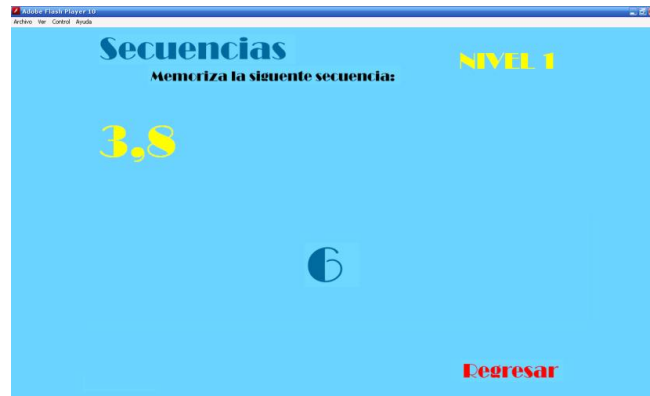 Adobe Flash Player 10
Archivo Ver Control Ayuda
Secuencias
NIVEL 1
Memoriza la siguente secuencia:
3,8
6
Regresar